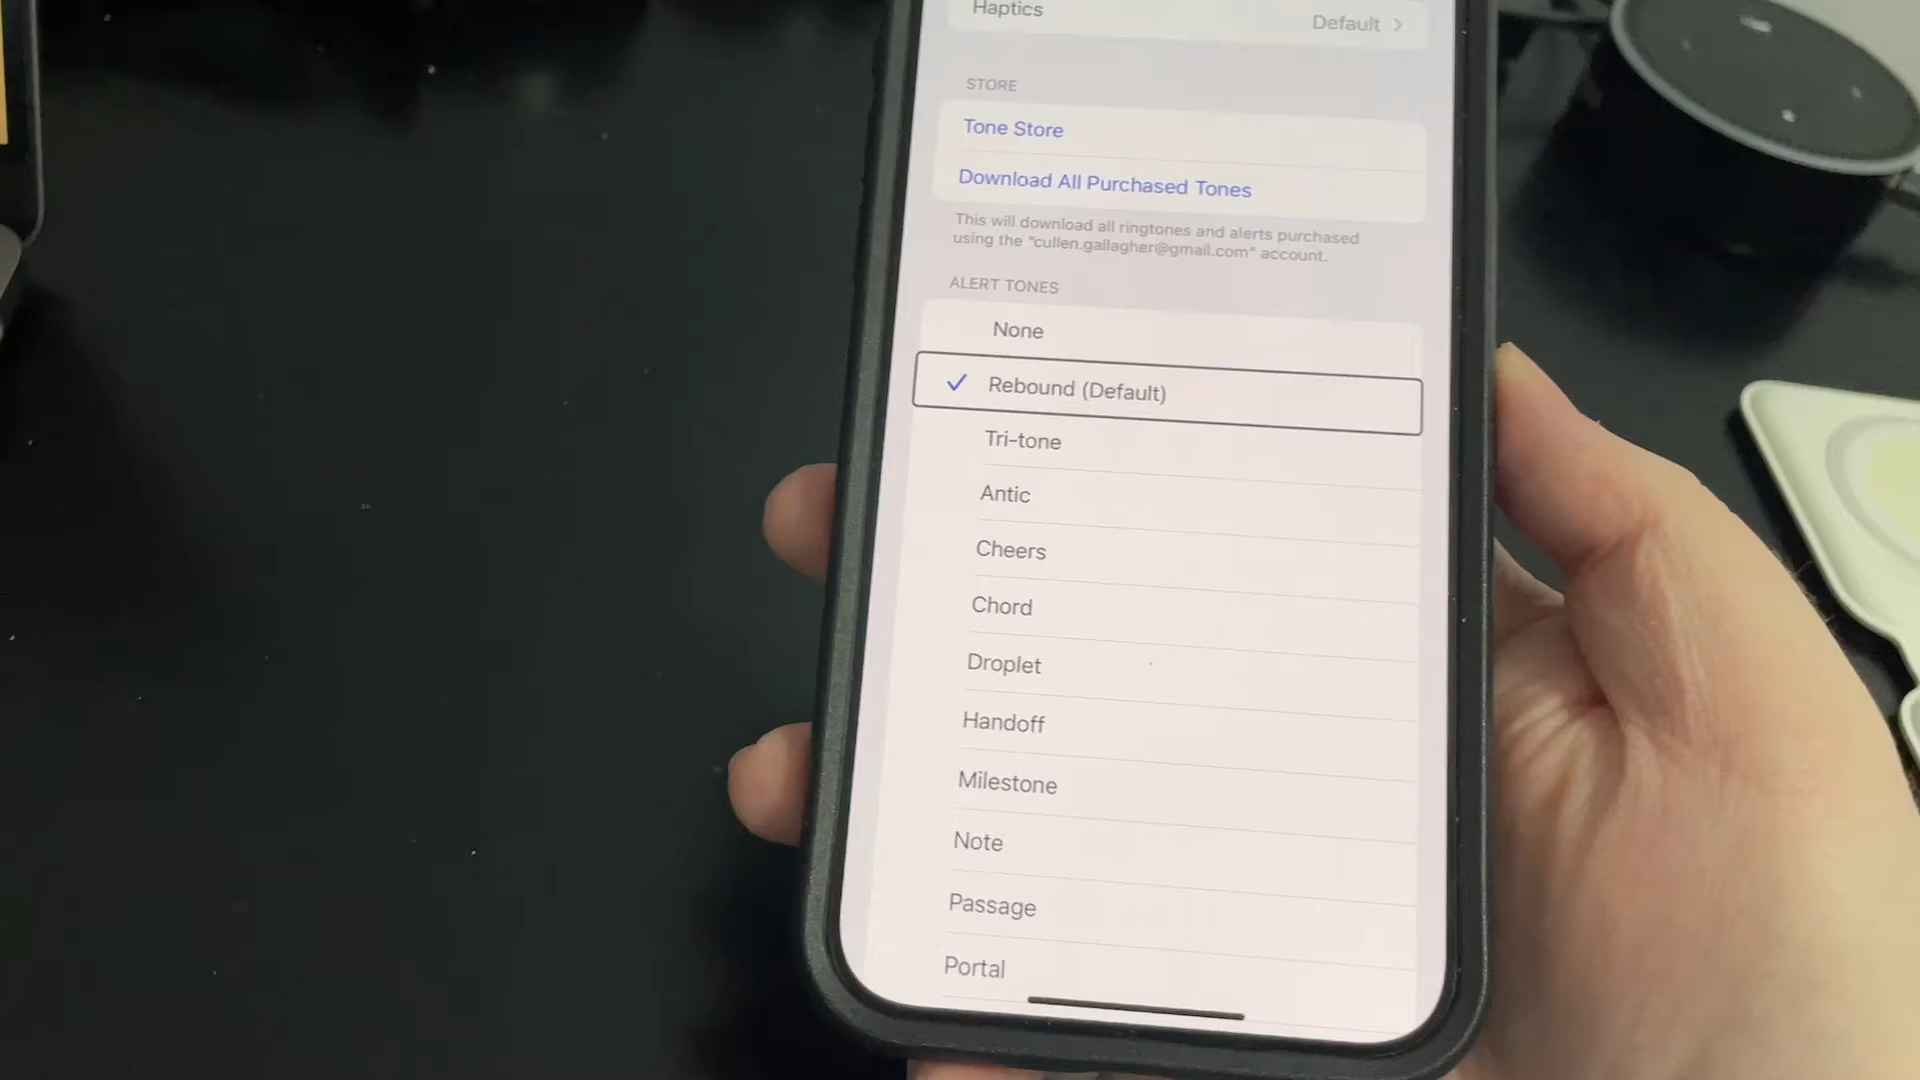 Haptics
Default
STORE
Tone Store
Download All Purchased Tones
This will download all ringtones and alerts purchased
using the "cullen.gallagher@gmail.com" account.
ALERT TONES
None
Rebound (Default)
Tri-tone
Antic
Cheers
Chord
Droplet
Handoff
Milestone
Note
Passage
Portal